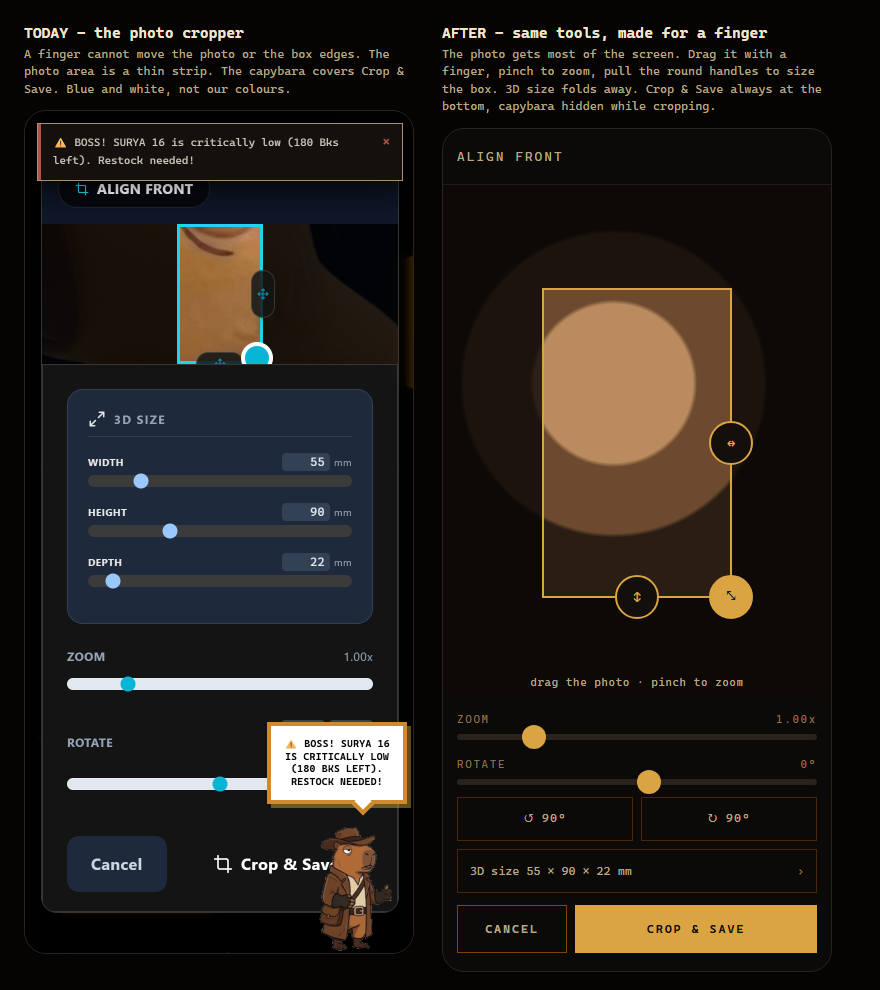 TODAY — the photo cropper
A finger cannot move the photo or the box edges. The
photo area is a thin strip. The capybara covers Crop &
Save. Blue and white, not our colours.
⚠️ BOSS! SURYA 16 is critically low (180 Bks
left). Restock needed!
×
ALIGN FRONT
3D SIZE
WIDTH 55 mm
HEIGHT 90 mm
DEPTH 22 mm
ZOOM 1.00x
ROTATE
⚠️ BOSS! SURYA 16
IS CRITICALLY LOW
(180 BKS LEFT).
RESTOCK NEEDED!
Cancel
Crop & Save
AFTER — same tools, made for a finger
The photo gets most of the screen. Drag it with a
finger, pinch to zoom, pull the round handles to size
the box. 3D size folds away. Crop & Save always at the
bottom, capybara hidden while cropping.
ALIGN FRONT
drag the photo · pinch to zoom
ZOOM 1.00x
ROTATE 0°
↺ 90° ↻ 90°
3D size 55 × 90 × 22 mm ›
CANCEL CROP & SAVE